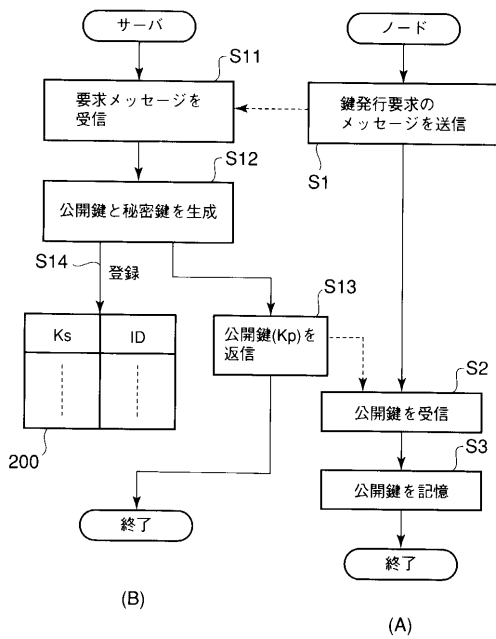 サーバ
ノード
S11
要求メッセージを
受信
鍵発行要求の
メッセージを送信
S1
S12
公開鍵と秘密鍵を生成
S14
登録
S13
Ks
ID
公開鍵(Kp)を
返信
S2
公開鍵を受信
200
S3
公開鍵を記憶
終了
終了
(B)
(A)